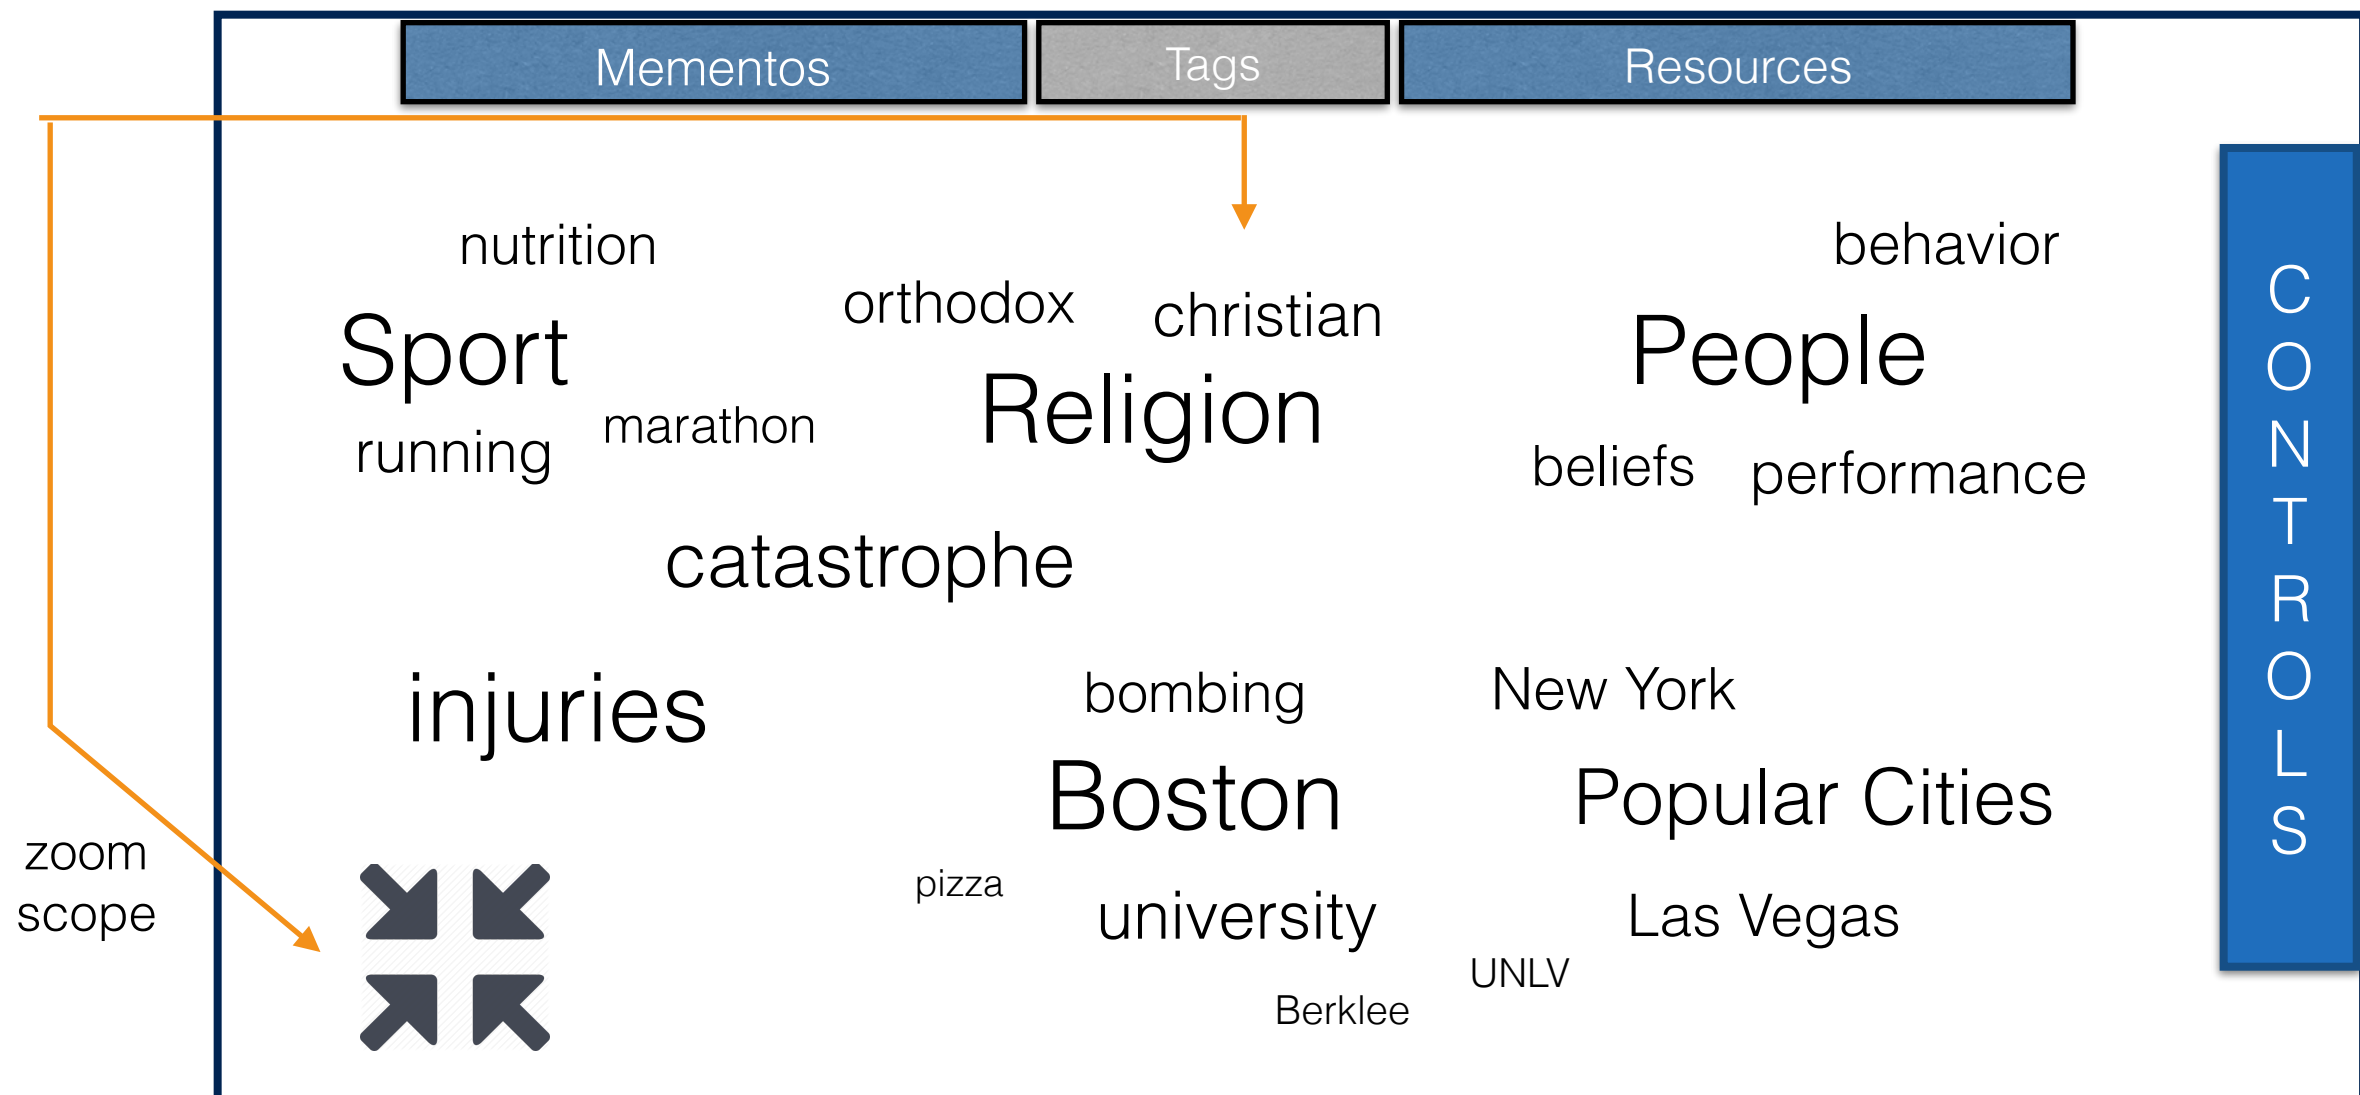 Mementos
Tags
Resources
nutrition
behavior
orthodox
christian
Sport
People
Religion
marathon
running
beliefs
performance
catastrophe
injuries
bombing
New York
Boston
Popular Cities
zoom
scope
pizza
university
Las Vegas
UNLV
Berklee
CONTROLS